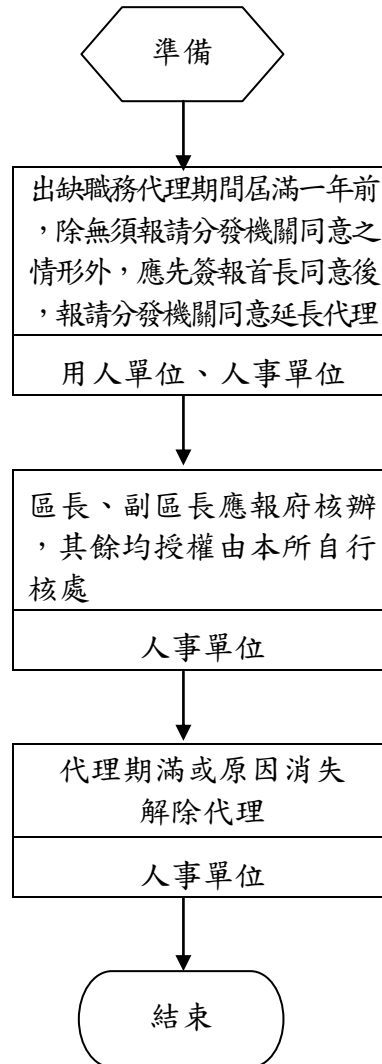 準備
出缺職務代理期間屆滿一年前
，除無須報請分發機關同意之
情形外，應先簽報首長同意後
，報請分發機關同意延長代理
用人單位、人事單位
區長、副區長應報府核辦
，其餘均授權由本所自行
核處
人事單位
代理期滿或原因消失
解除代理
人事單位
結束